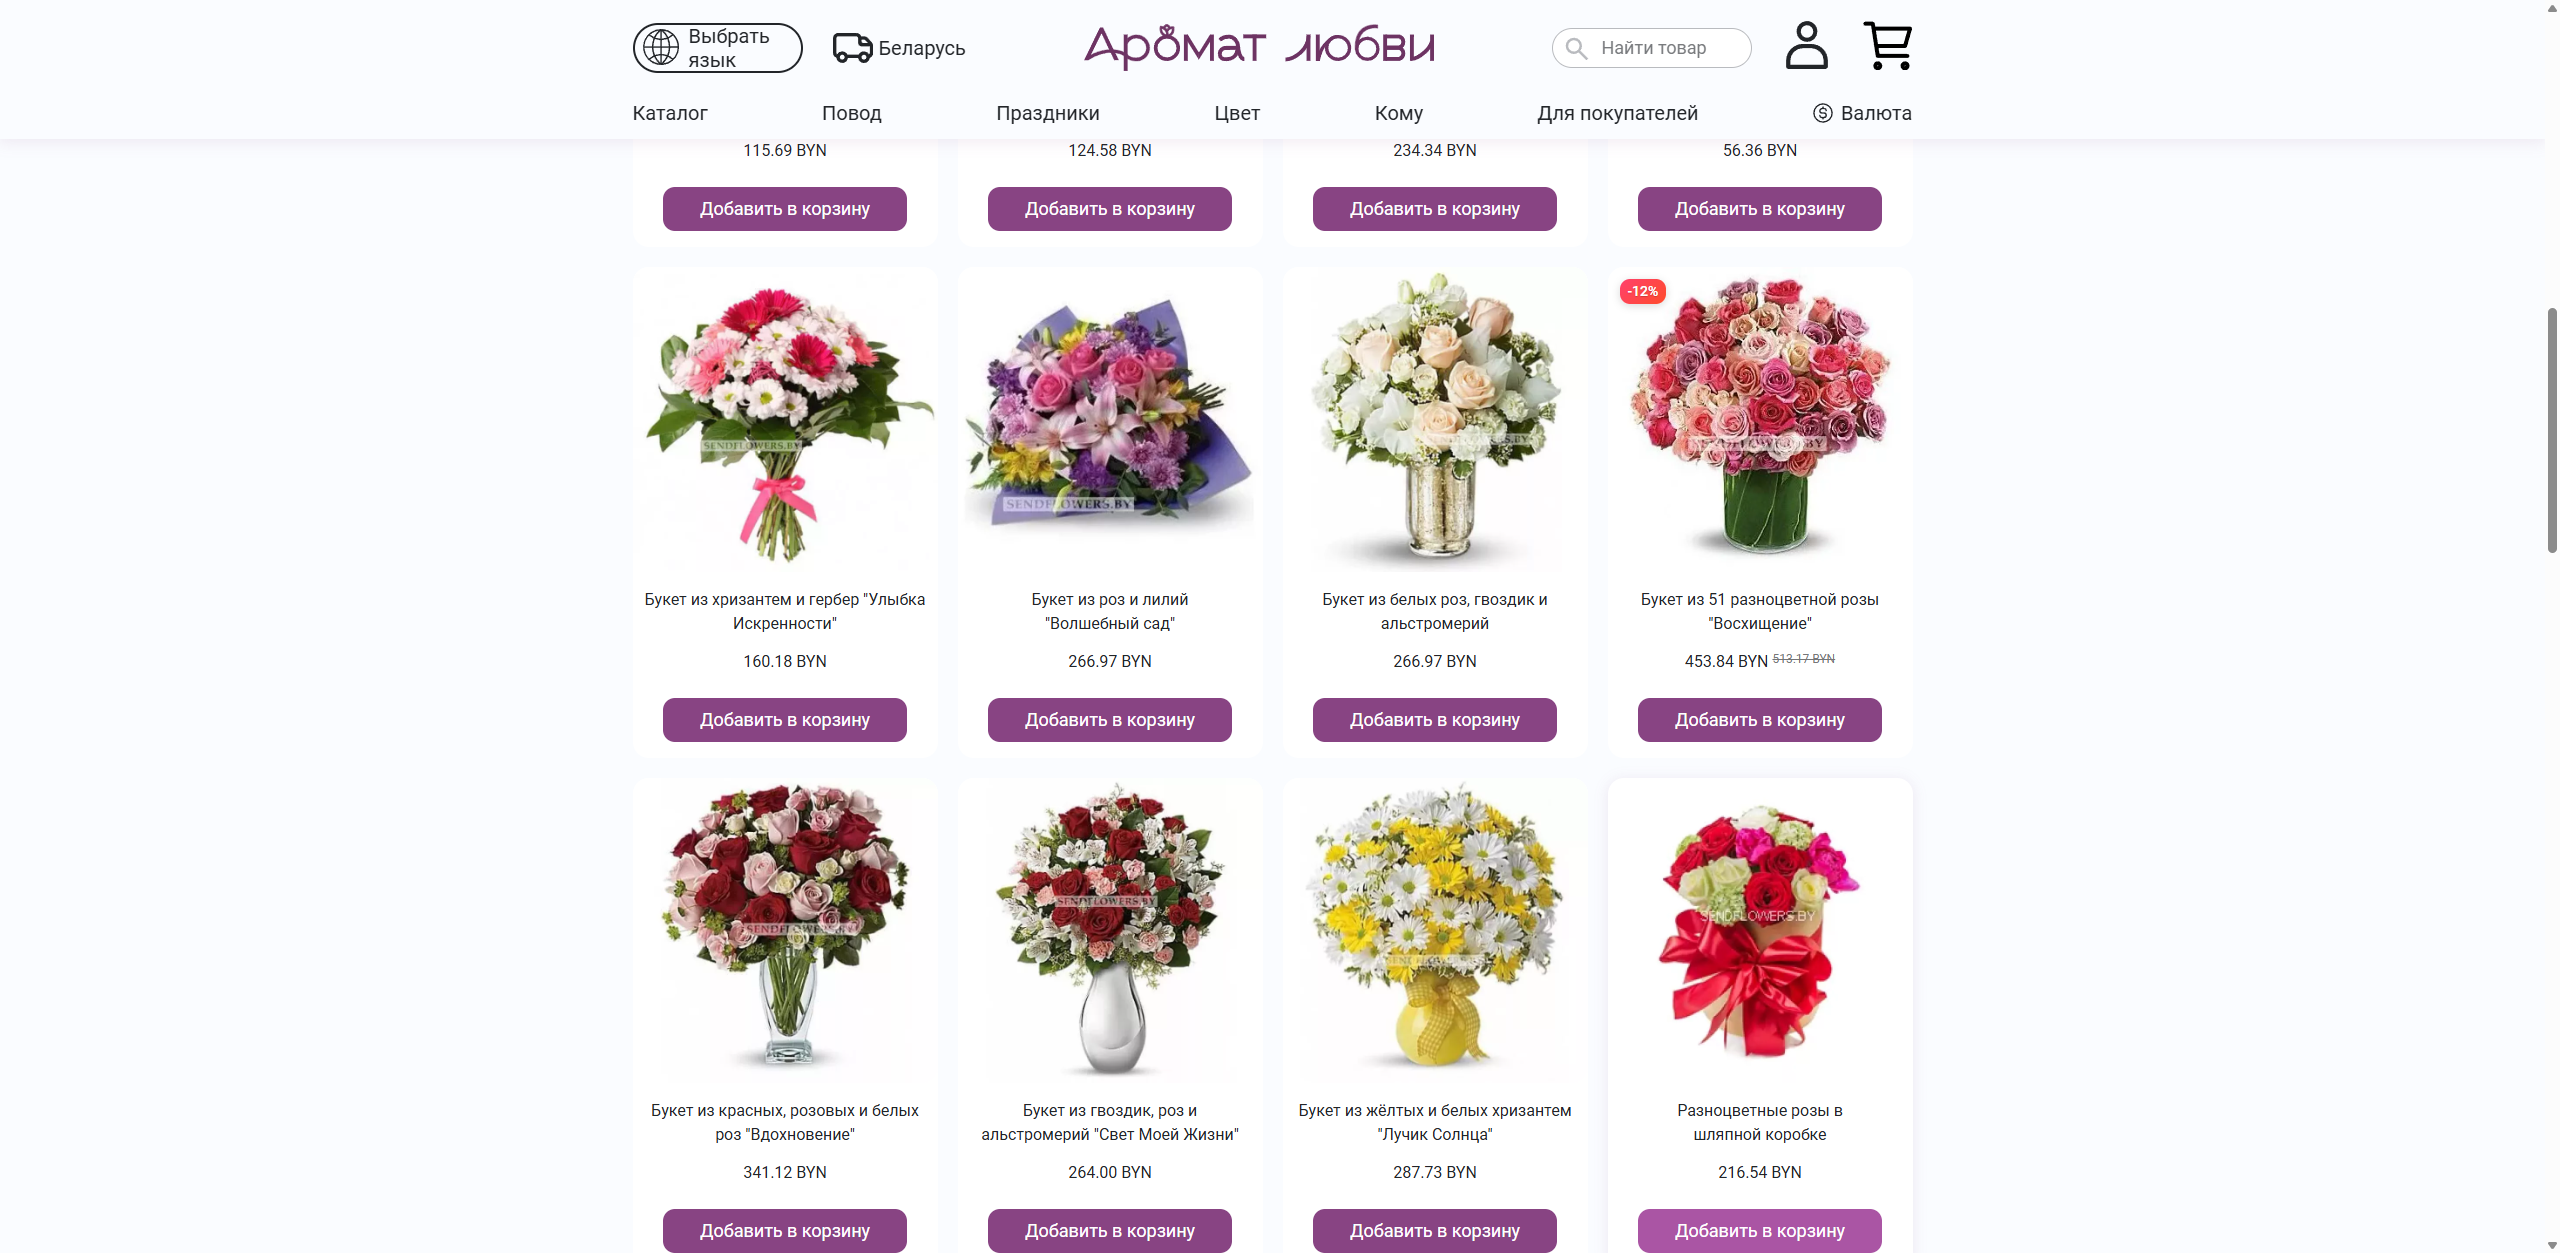 Выбрать
язык
Беларусь
Аромат любви
Найти товар
Каталог
Повод
Праздники
Цвет
Кому
Для покупателей
Валюта
115.69 BYN
124.58 BYN
234.34 BYN
56.36 BYN
Добавить в корзину
Добавить в корзину
Добавить в корзину
Добавить в корзину
-12%
SENDFLOWERS.BY
SENDFLOWERS.BY
SENDFLOWERS.BY
SENDFLOWERS.BY
Букет из хризантем и гербер "Улыбка
Искренности"
Букет из роз и лилий
"Волшебный сад"
Букет из белых роз, гвоздик и
альстромерий
Букет из 51 разноцветной розы
"Восхищение"
160.18 BYN
266.97 BYN
266.97 BYN
453.84 BYN 513.17 BYN
Добавить в корзину
Добавить в корзину
Добавить в корзину
Добавить в корзину
SENDFLOWERS.BY
SENDFLOWERS.BY
SENDFLOWERS.BY
Букет из красных, розовых и белых
роз "Вдохновение"
Букет из гвоздик, роз и
альстромерий "Свет Моей Жизни"
Букет из жёлтых и белых хризантем
"Лучик Солнца"
Разноцветные розы в
шляпной коробке
341.12 BYN
264.00 BYN
287.73 BYN
216.54 BYN
Добавить в корзину
Добавить в корзину
Добавить в корзину
Добавить в корзину